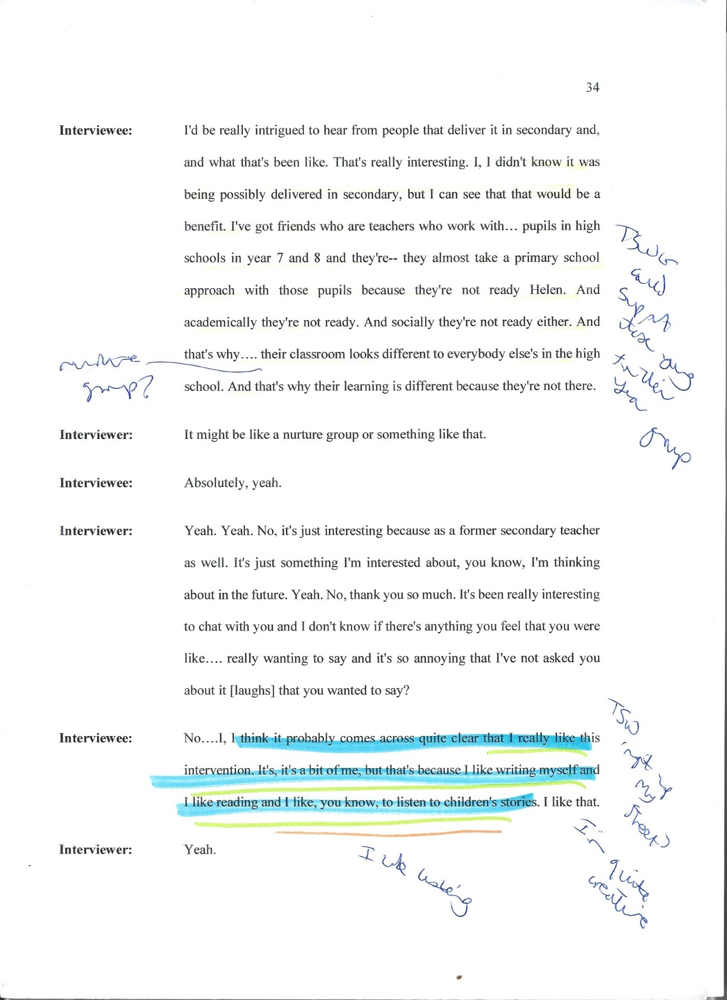 34
Interviewee: I'd be really intrigued to hear from people that deliver it in secondary and,
and what that's been like. That's really interesting. I, I didn't know it was
being possibly delivered in secondary, but I can see that that would be a
benefit. I've got friends who are teachers who work with… pupils in high
schools in year 7 and 8 and they're-- they almost take a primary school
approach with those pupils because they're not ready Helen. And
academically they're not ready. And socially they're not ready either. And
that's why…. their classroom looks different to everybody else's in the high
school. And that's why their learning is different because they're not there.
nurture
group?
TSWG
could
support
those
in their
year
group
Interviewer: It might be like a nurture group or something like that.
Interviewee: Absolutely, yeah.
Interviewer: Yeah. Yeah. No, it's just interesting because as a former secondary teacher
as well. It's just something I'm interested about, you know, I'm thinking
about in the future. Yeah. No, thank you so much. It's been really interesting
to chat with you and I don't know if there's anything you feel that you were
like…. really wanting to say and it's so annoying that I've not asked you
about it [laughs] that you wanted to say?
Interviewee: No….I, I think it probably comes across quite clear that I really like this
intervention. It's, it's a bit of me, but that's because I like writing myself and
I like reading and I like, you know, to listen to children's stories. I like that.
TSW
might be
my
street
I'm
quite
creative
Interviewer: Yeah.
I like